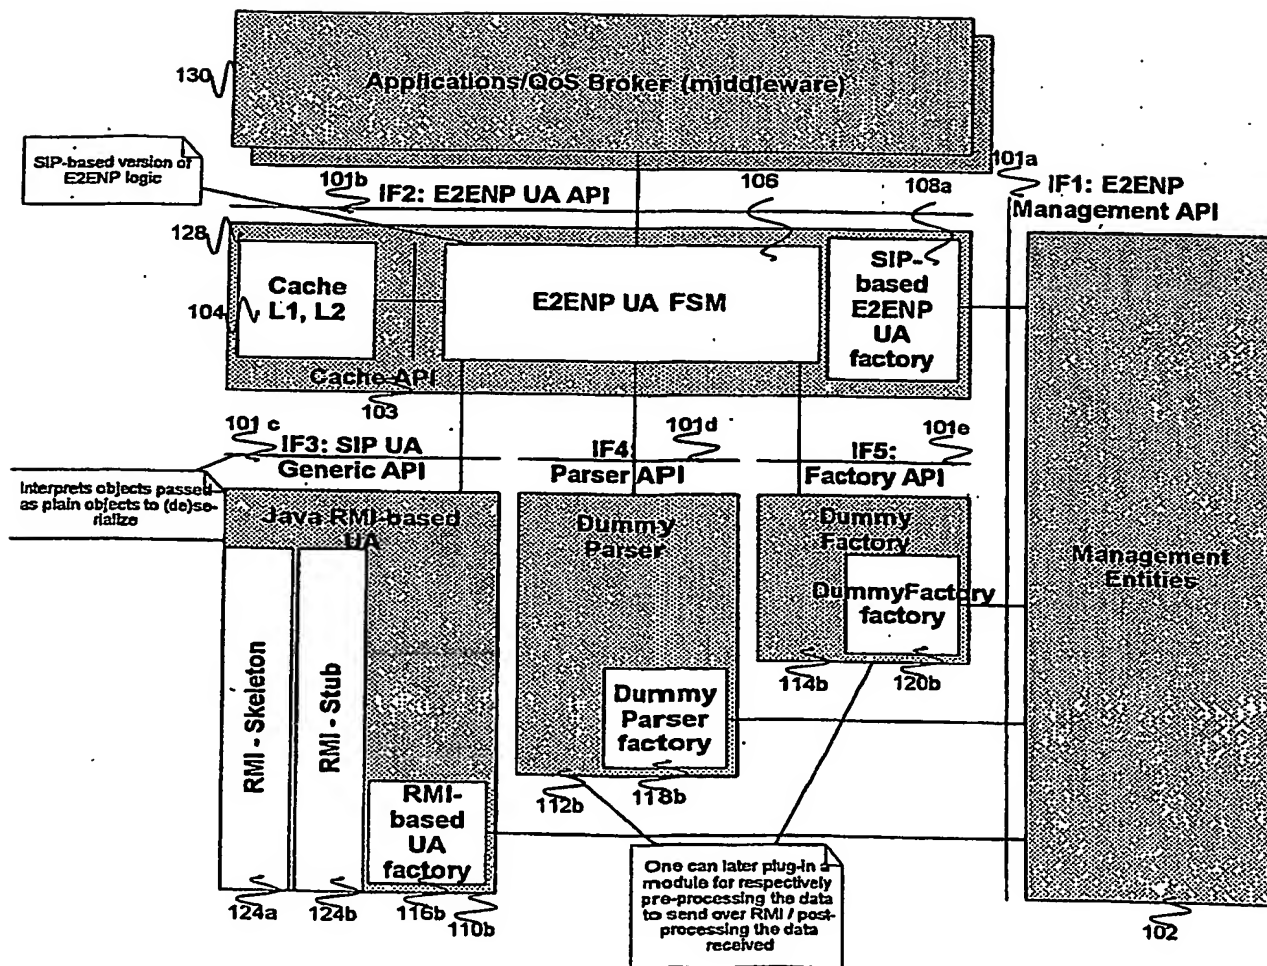 Applications/QoS Broker (middleware)
130
SIP-based version of
E2ENP logic
101b
IF2: E2ENP UA API
106
108a
101a
IF1: E2ENP
Management API
128
Cache
L1, L2
104
E2ENP UA FSM
SIP-
based
E2ENP
UA
factory
Cache API
103
101 c
IF3: SIP UA
Generic API
101d
IF4:
Parser API
101e
IF5:
Factory API
Interprets objects passed
as plain objects to (de)se-
rialize
Java RMI-based
UA
Dummy
Parser
Dummy
Factory
DummyFactory
factory
Management
Entities
RMI - Skeleton
RMI - Stub
114b
120b
Dummy
Parser
factory
112b
118b
RMI-
based
UA
factory
124a
124b
116b
110b
One can later plug-in a
module for respectively
pre-processing the data
to send over RMI / post-
processing the data
received
102